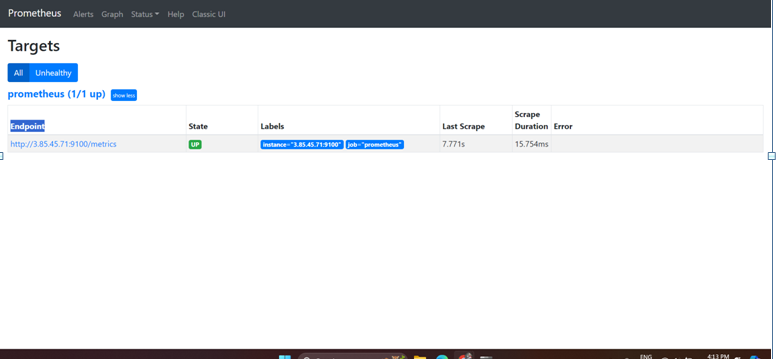 Prometheus Alerts Graph Status Help Classic UI
Targets
All Unhealthy
prometheus (1/1 up) show less
Endpoint State Labels Last Scrape Scrape Duration Error
http://3.85.45.71:9100/metrics UP instance="3.85.45.71:9100" job="prometheus" 7.771s 15.754ms
ENG 4:13 PM